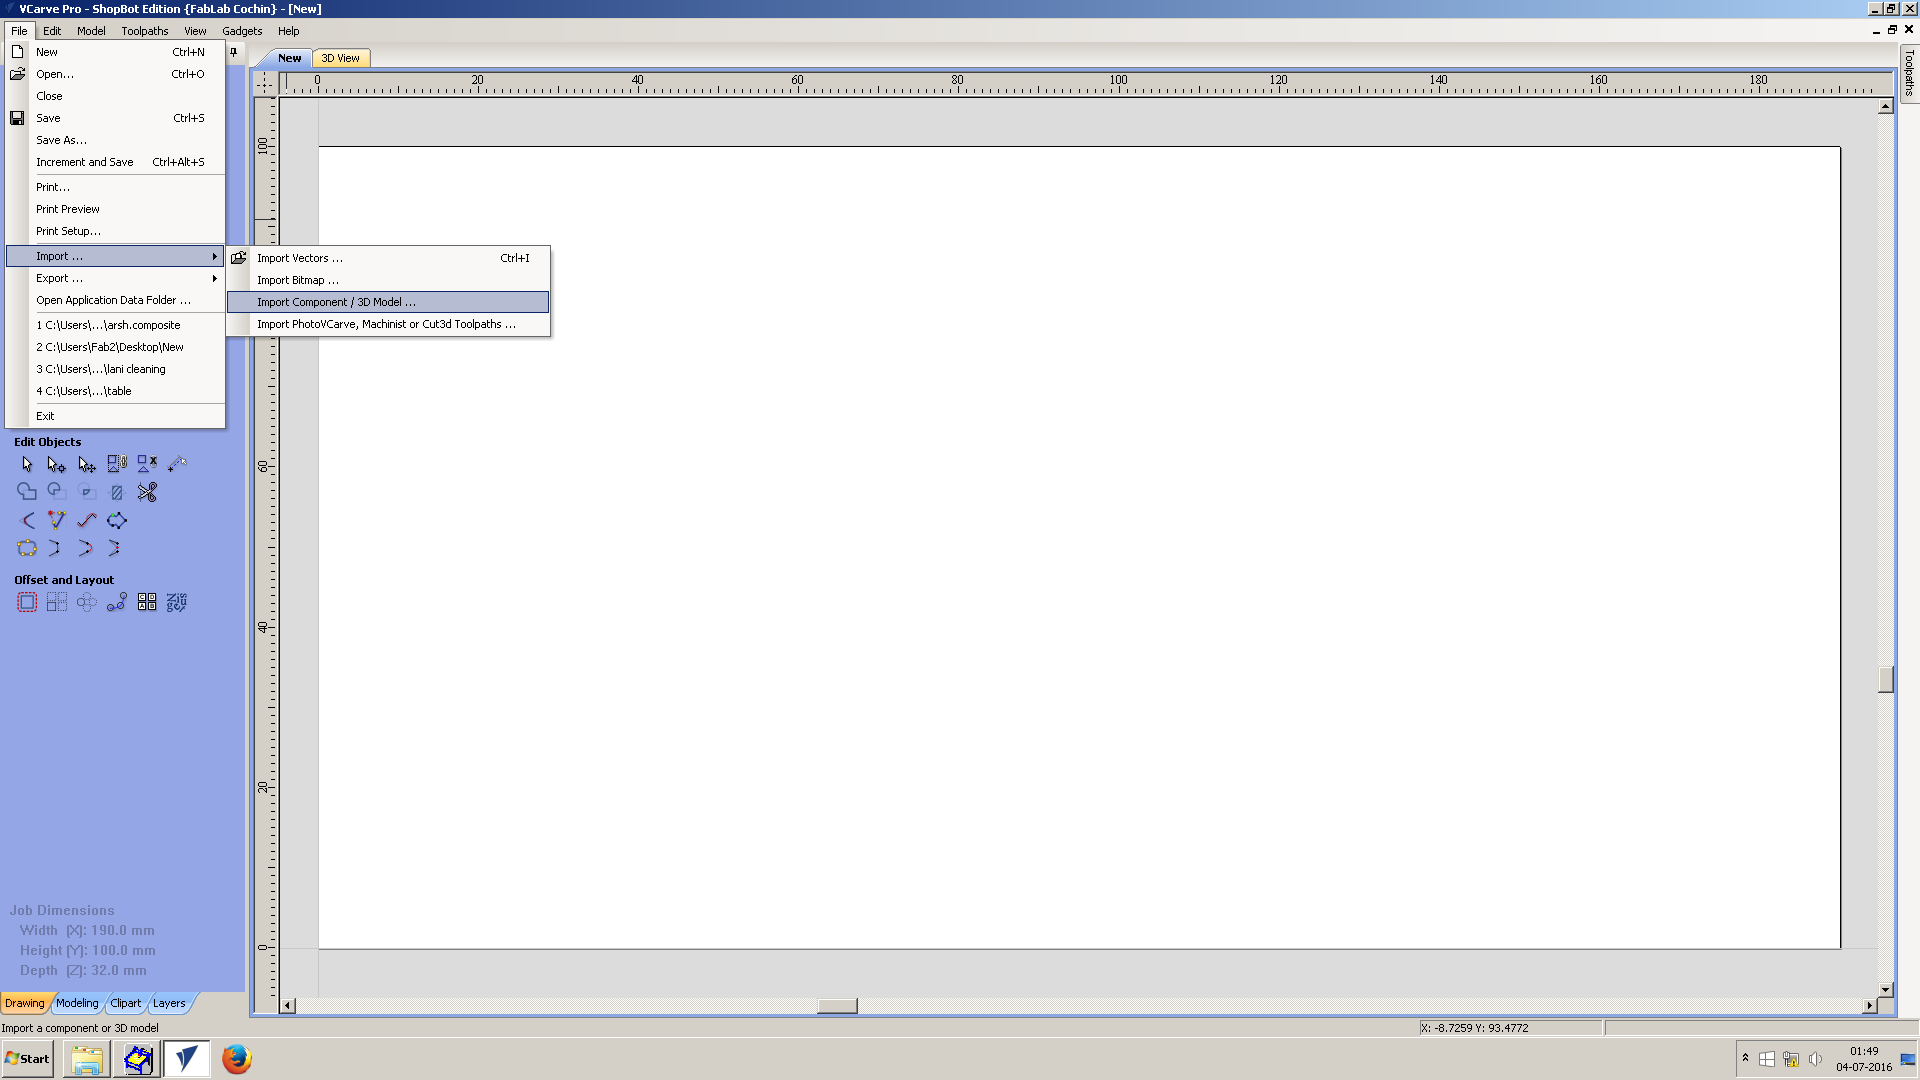 VCarve Pro - ShopBot Edition {FabLab Cochin} - [New]
File Edit Model Toolpaths View Gadgets Help
New Ctrl+N
Open... Ctrl+O
Close
Save Ctrl+S
Save As...
Increment and Save Ctrl+Alt+S
Print...
Print Preview
Print Setup...
Import ...
Export ...
Open Application Data Folder ...
1 C:\Users\...\arsh.composite
2 C:\Users\Fab2\Desktop\New
3 C:\Users\...\lani cleaning
4 C:\Users\...\table
Exit
Import Vectors ... Ctrl+I
Import Bitmap ...
Import Component / 3D Model ...
Import PhotoVCarve, Machinist or Cut3d Toolpaths ...
New 3D View
0 20 40 60 80 100 120 140 160 180
100
60
40
20
0
Toolpaths
Edit Objects
Offset and Layout
Job Dimensions
Width (X): 190.0 mm
Height (Y): 100.0 mm
Depth (Z): 32.0 mm
Drawing Modeling Clipart Layers
Import a component or 3D model
X: -8.7259 Y: 93.4772
Start
01:49
04-07-2016